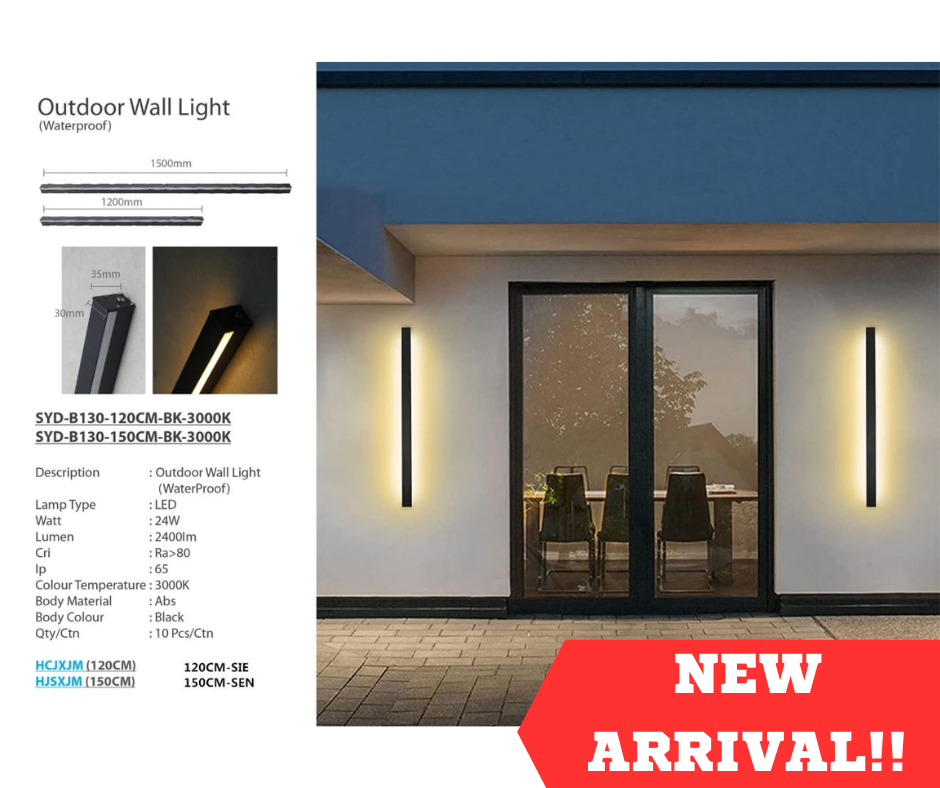 Outdoor Wall Light
(Waterproof)
1500mm
1200mm
35mm
30mm
SYD-B130-120CM-BK-3000K
SYD-B130-150CM-BK-3000K
Description : Outdoor Wall Light
(WaterProof)
Lamp Type : LED
Watt : 24W
Lumen : 2400lm
Cri : Ra>80
Ip : 65
Colour Temperature : 3000K
Body Material : Abs
Body Colour : Black
Qty/Ctn : 10 Pcs/Ctn
HCJXJM (120CM) 120CM-SIE
HJSXJM (150CM) 150CM-SEN
NEW
ARRIVAL!!